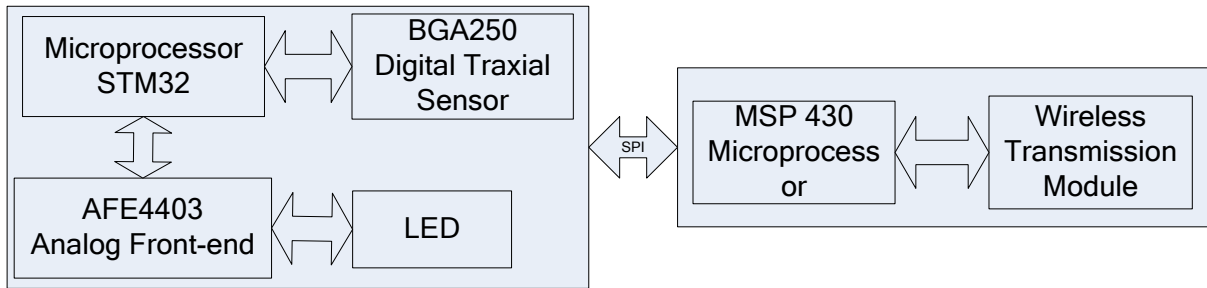 Microprocessor
STM32
BGA250
Digital Traxial
Sensor
AFE4403
Analog Front-end
LED
SPI
MSP 430
Microprocess
or
Wireless
Transmission
Module